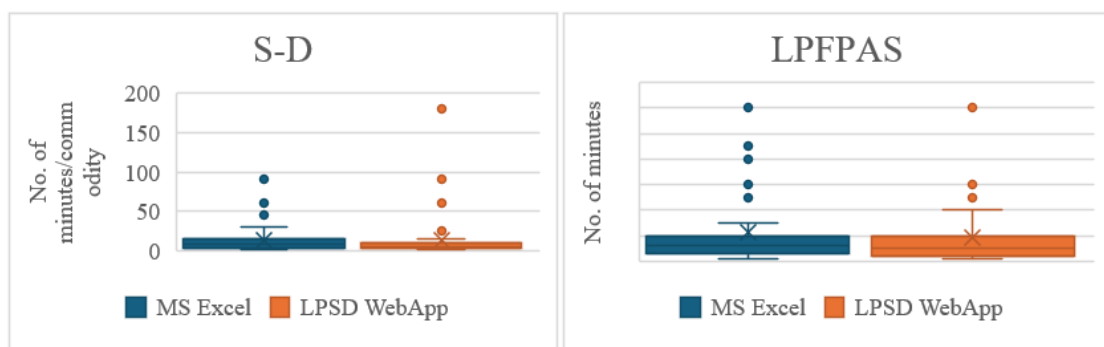 S-D
No. of
minutes/comm
odity
200
150
100
50
0
MS Excel
LPSD WebApp
LPFPAS
No. of minutes
MS Excel
LPSD WebApp